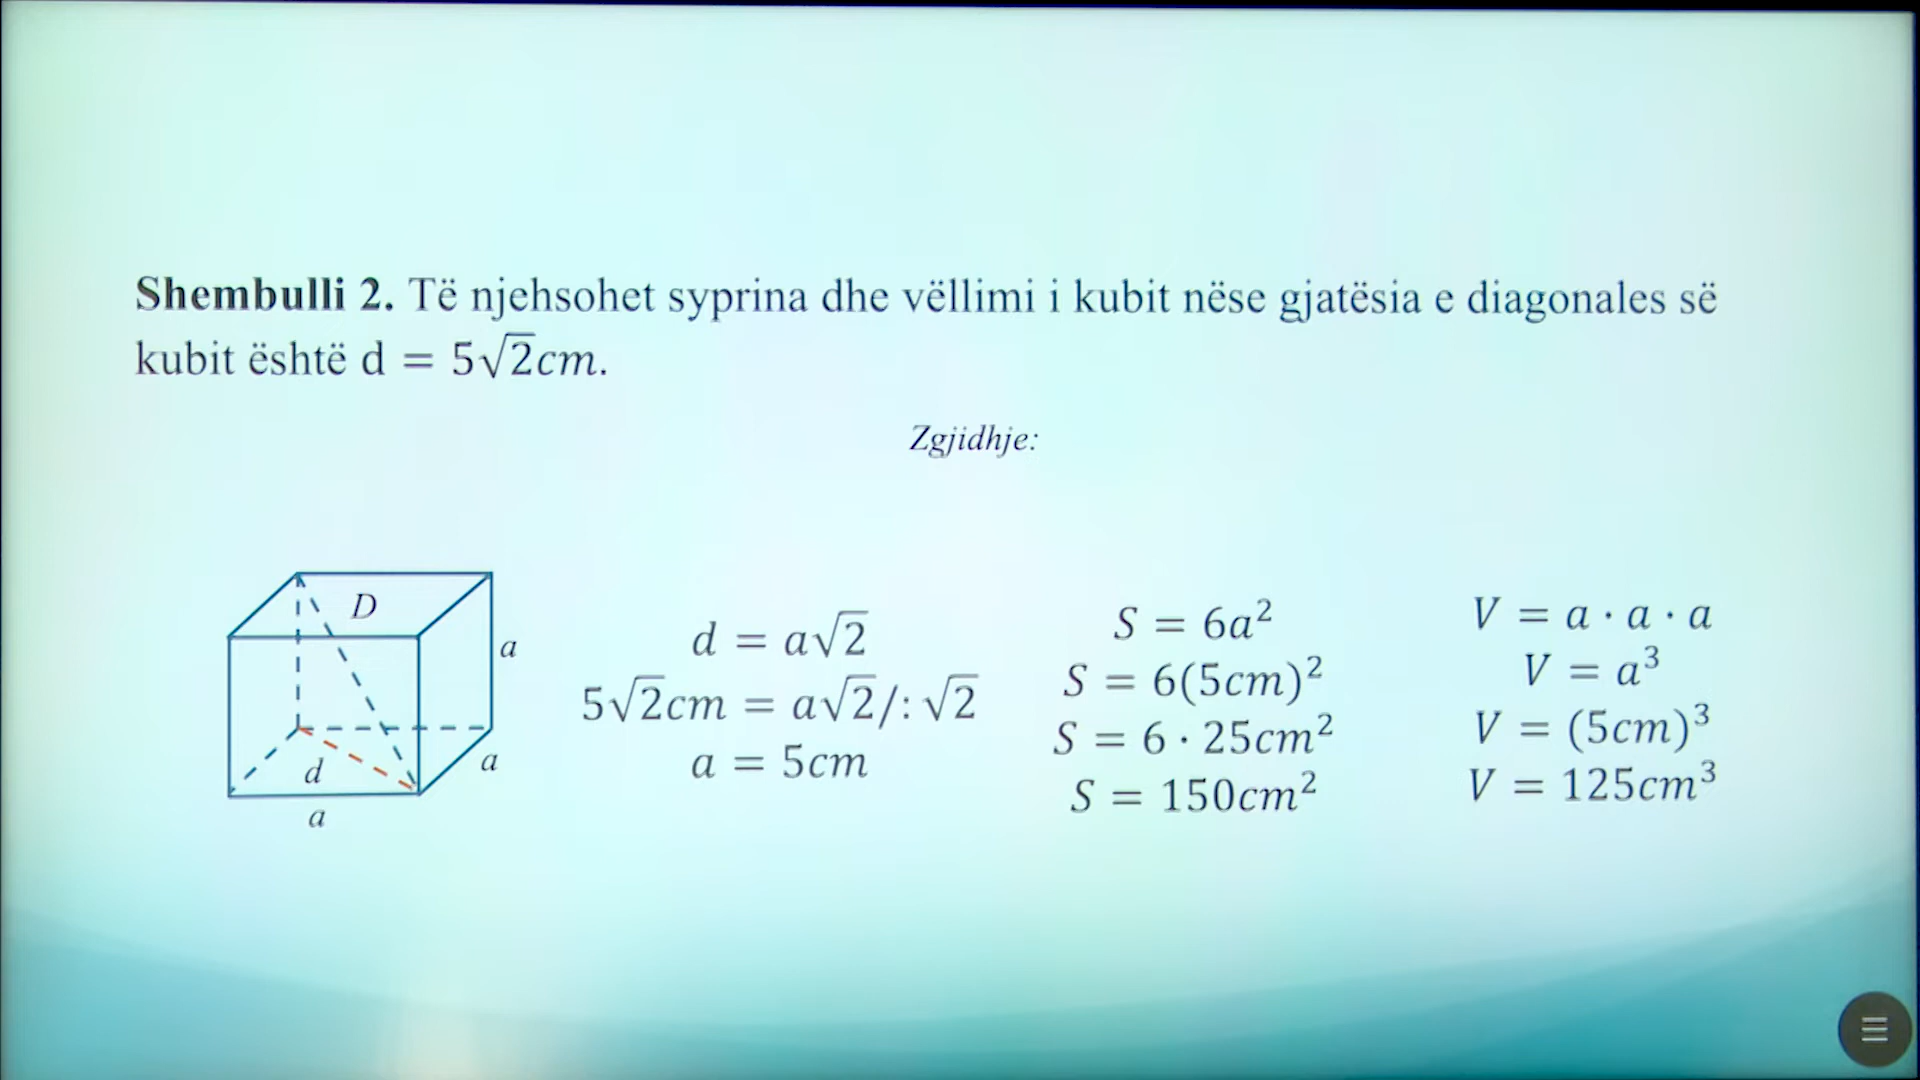 Shembulli 2. Të njehsohet syprina dhe vëllimi i kubit nëse gjatësia e diagonales së
kubit është d = 5√2cm.
Zgjidhje:
D
a
d
a
a
d = a√2
5√2cm = a√2/:√2
a = 5cm
S = 6a²
S = 6(5cm)²
S = 6 · 25cm²
S = 150cm²
V = a · a · a
V = a³
V = (5cm)³
V = 125cm³